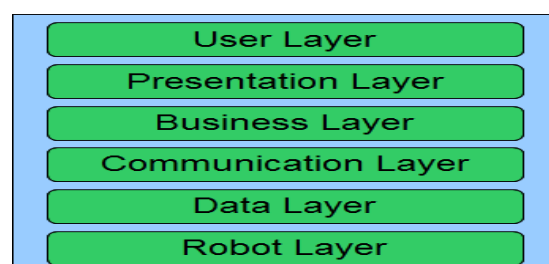 User Layer
Presentation Layer
Business Layer
Communication Layer
Data Layer
Robot Layer